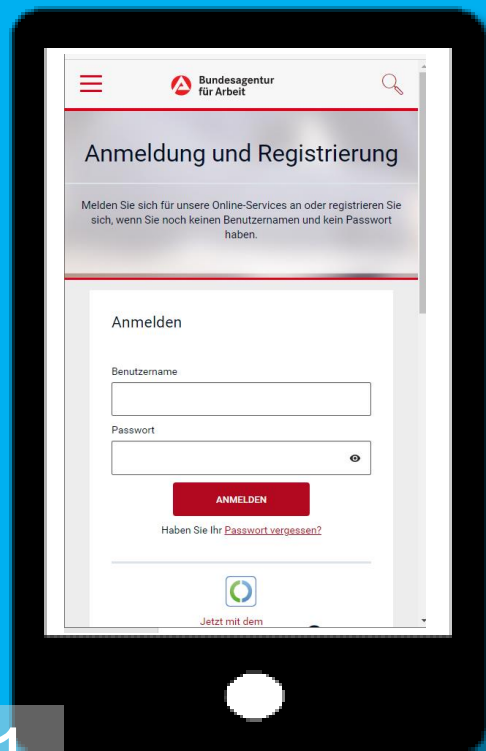 Bundesagentur
für Arbeit
Anmeldung und Registrierung
Melden Sie sich für unsere Online-Services an oder registrieren Sie
sich, wenn Sie noch keinen Benutzernamen und kein Passwort
haben.
Anmelden
Benutzername
Passwort
ANMELDEN
Haben Sie Ihr Passwort vergessen?
Jetzt mit dem
1